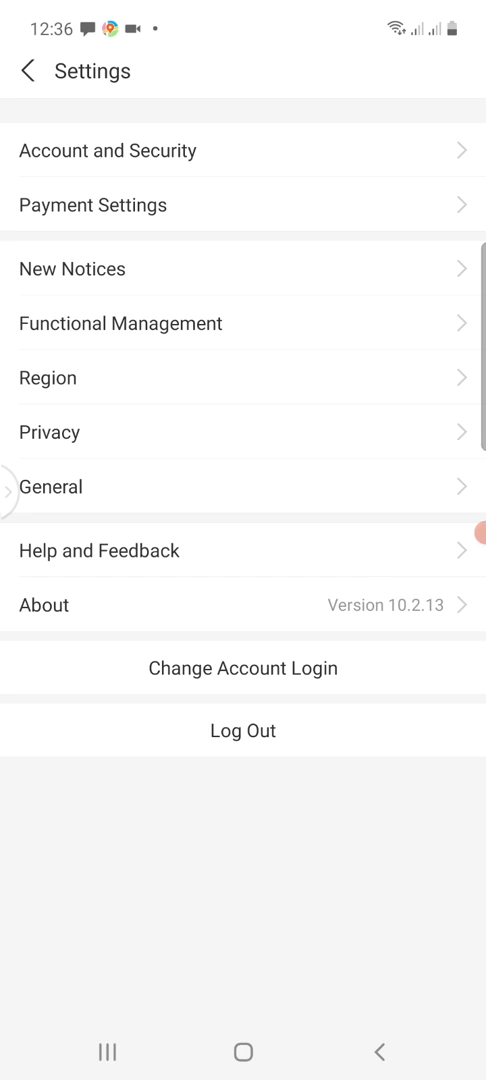 12:36
Settings
Account and Security
Payment Settings
New Notices
Functional Management
Region
Privacy
General
Help and Feedback
About Version 10.2.13
Change Account Login
Log Out